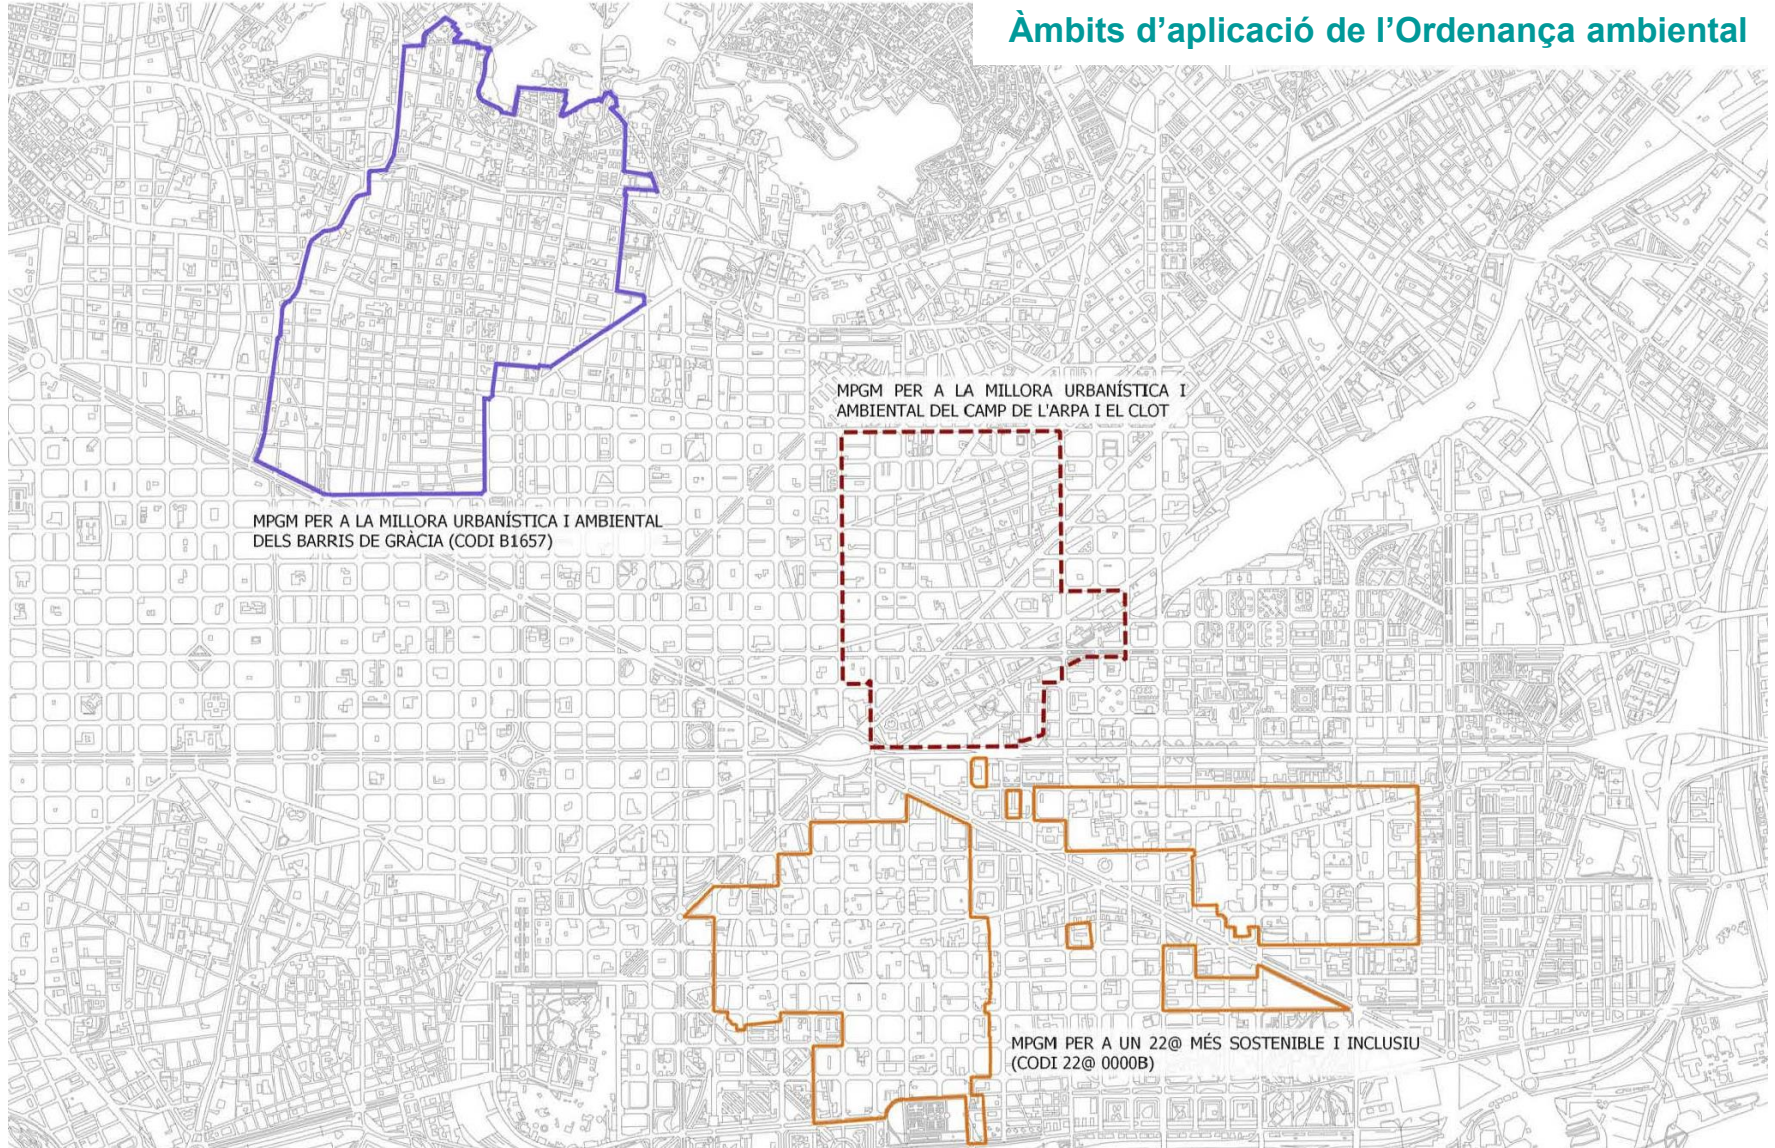 Àmbits d’aplicació de l’Ordenança ambiental
MPGM PER A LA MILLORA URBANÍSTICA I
AMBIENTAL DEL CAMP DE L'ARPA I EL CLOT
MPGM PER A LA MILLORA URBANÍSTICA I AMBIENTAL
DELS BARRIS DE GRÀCIA (CODI B1657)
MPGM PER A UN 22@ MÉS SOSTENIBLE I INCLUSIU
(CODI 22@ 0000B)